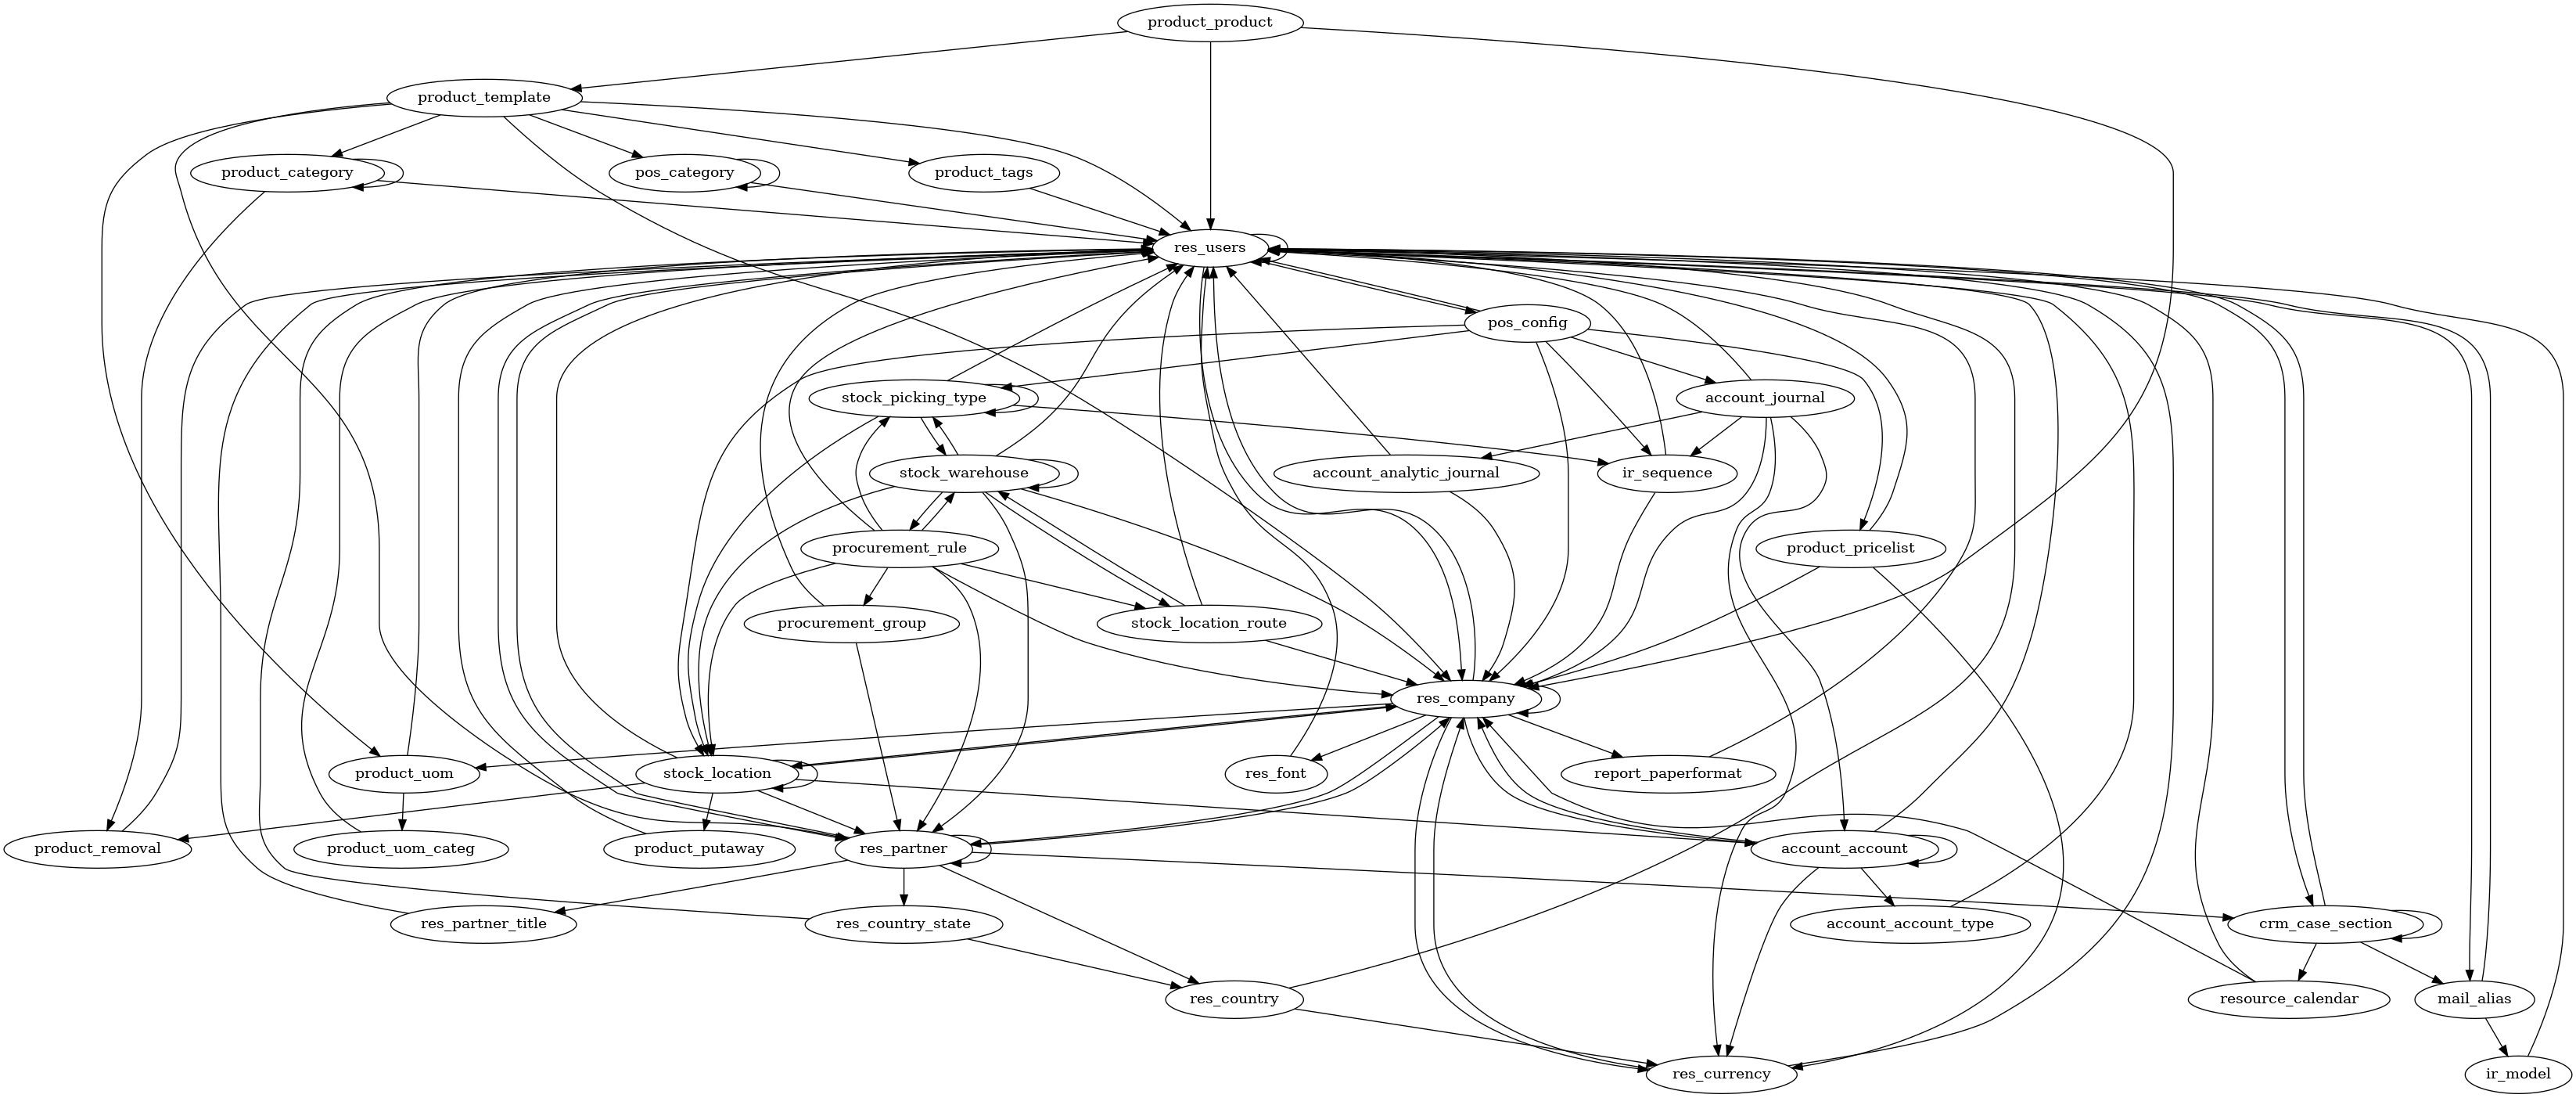 product_product
product_template
product_category
pos_category
product_tags
res_users
pos_config
stock_picking_type
account_journal
stock_warehouse
account_analytic_journal
ir_sequence
procurement_rule
product_pricelist
procurement_group
stock_location_route
res_company
product_uom
stock_location
res_font
report_paperformat
product_removal
product_uom_categ
product_putaway
res_partner
account_account
res_partner_title
res_country_state
account_account_type
crm_case_section
res_country
resource_calendar
mail_alias
res_currency
ir_model